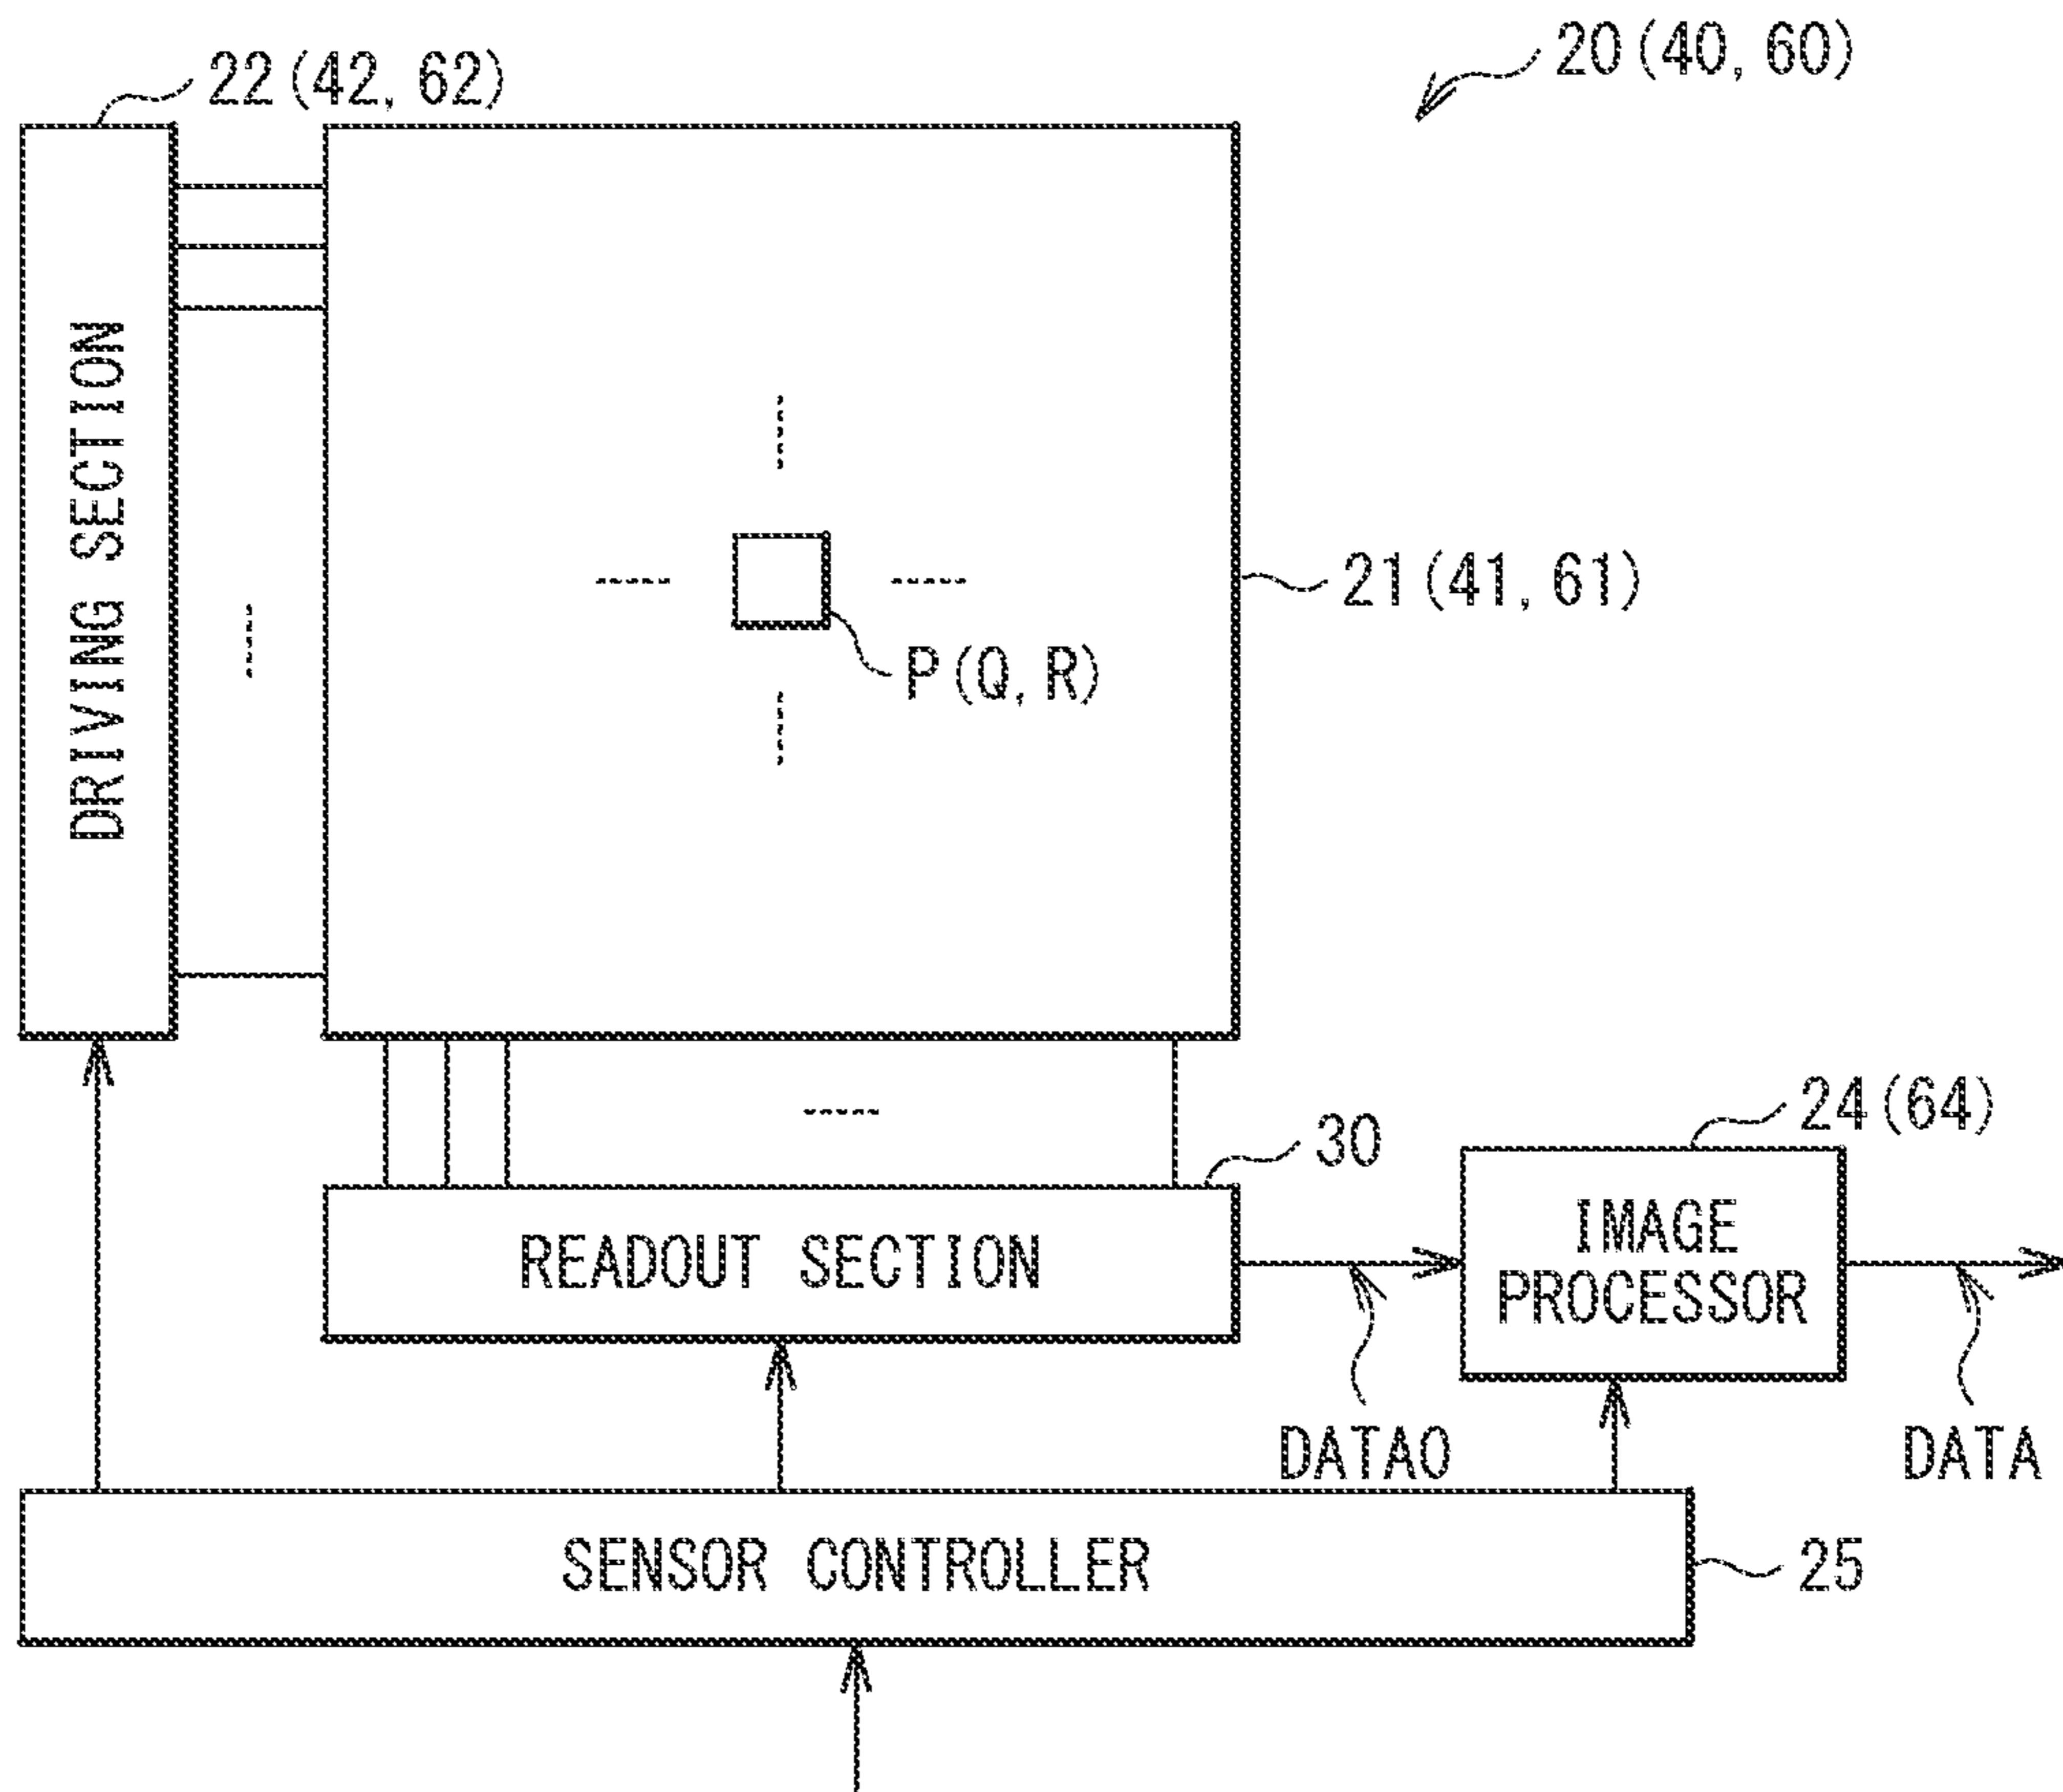 20(40, 60)
22(42, 62)
DRIVING SECTION
21(41, 61)
P(Q, R)
24(64)
30
READOUT SECTION
IMAGE
PROCESSOR
DATA0
DATA
SENSOR CONTROLLER
25